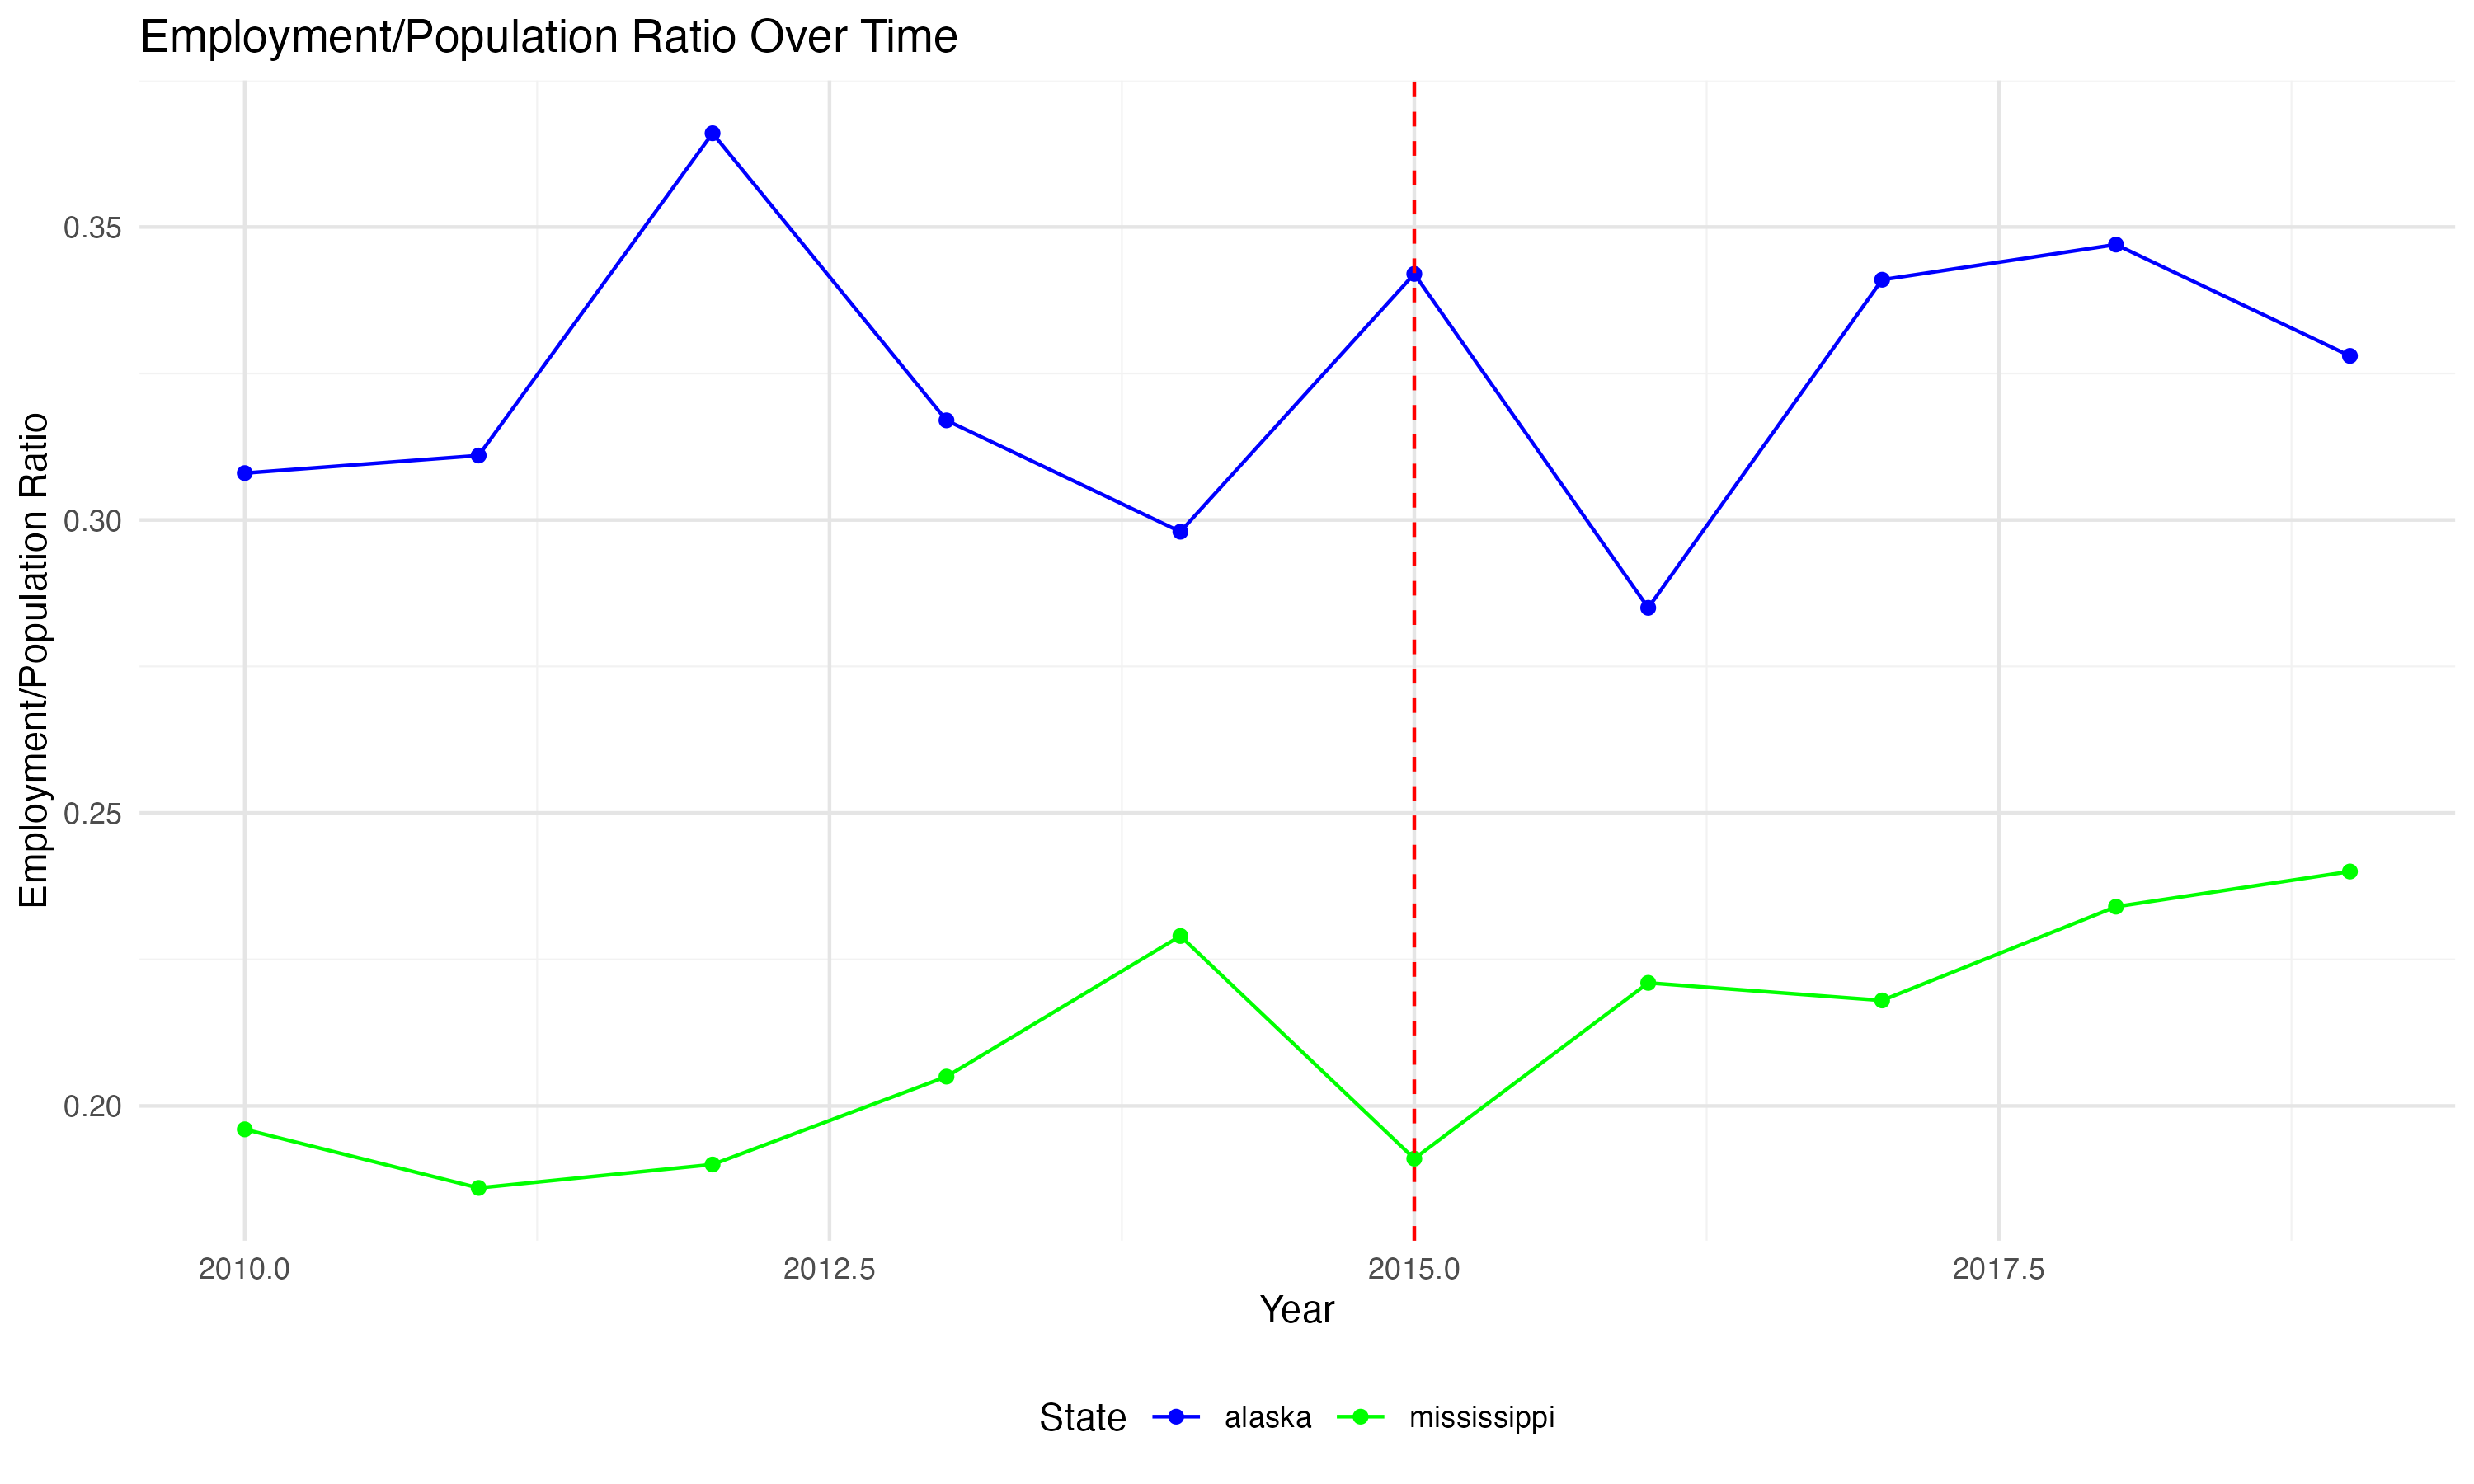 Employment/Population Ratio Over Time
Employment/Population Ratio
0.35
0.30
0.25
0.20
2010.0 2012.5 2015.0 2017.5
Year
State alaska mississippi